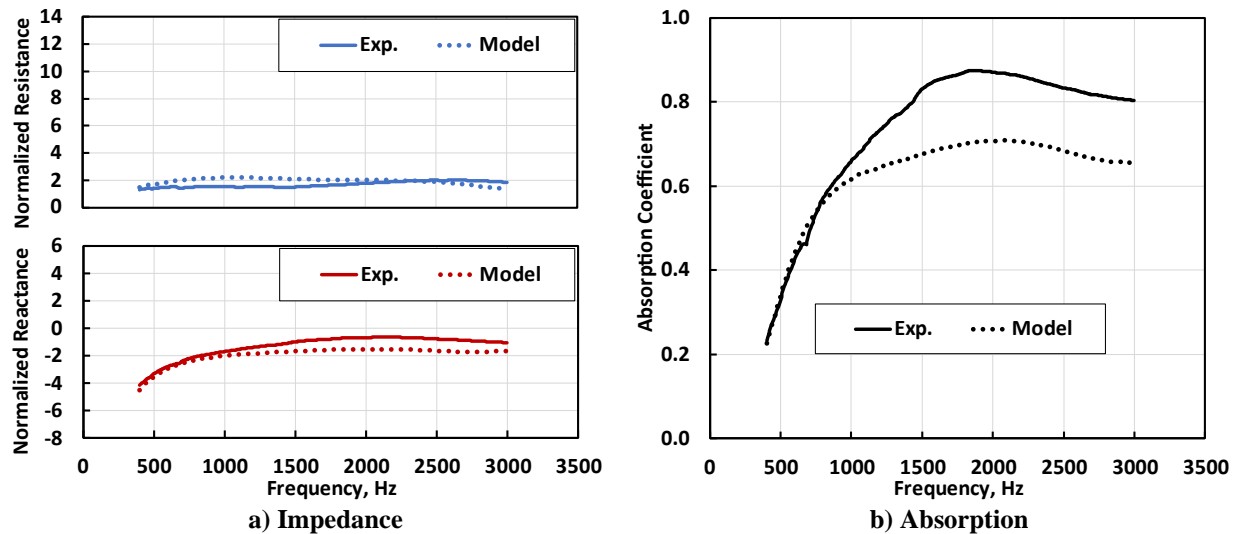 Normalized Resistance
14
12
10
8
6
4
2
0
Exp. Model
Normalized Reactance
6
4
2
0
-2
-4
-6
-8
Exp. Model
0 500 1000 1500 2000 2500 3000 3500
Frequency, Hz
a) Impedance
Absorption Coefficient
1.0
0.8
0.6
0.4
0.2
0.0
Exp. Model
0 500 1000 1500 2000 2500 3000 3500
Frequency, Hz
b) Absorption